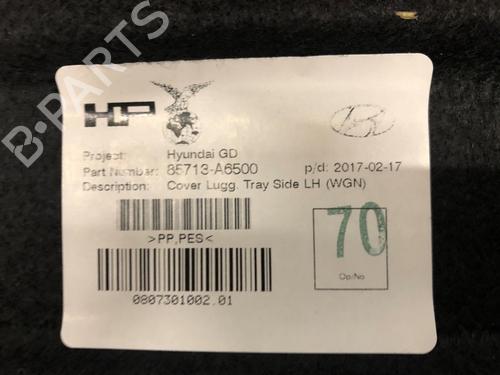 B-PARTS
HP
Project: Hyundai GD
Part Number: 85713-A6500 p/d: 2017-02-17
Description: Cover Lugg. Tray Side LH (WGN)
>PP,PES<
70
Op/No
0807301002.01